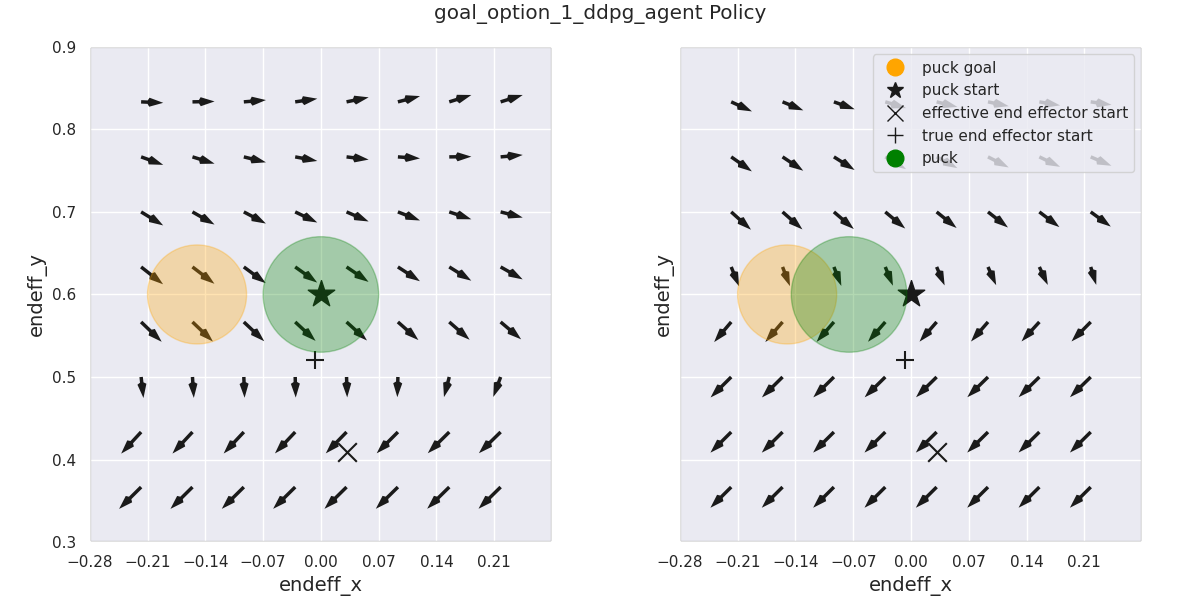 goal_option_1_ddpg_agent Policy
0.9
0.8
0.7
0.6
0.5
0.4
0.3
endeff_y
−0.28 −0.21 −0.14 −0.07 0.00 0.07 0.14 0.21
endeff_x
puck goal
puck start
effective end effector start
true end effector start
puck
endeff_y
−0.28 −0.21 −0.14 −0.07 0.00 0.07 0.14 0.21
endeff_x